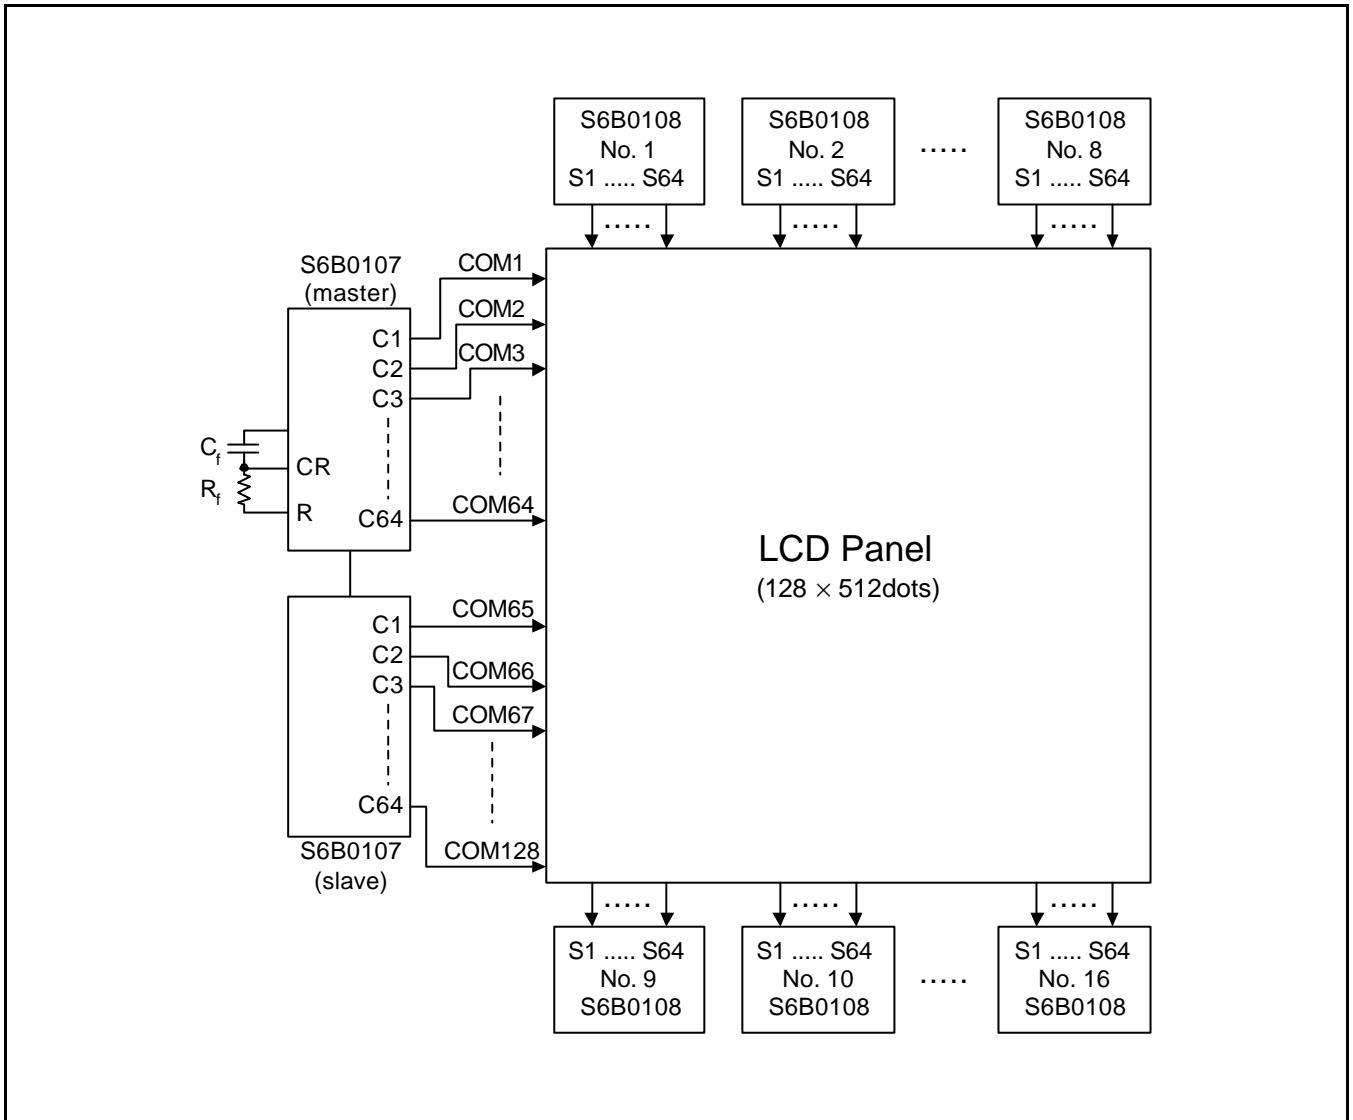 S6B0108
No. 1
S1 ..... S64
S6B0108
No. 2
S1 ..... S64
.....
S6B0108
No. 8
S1 ..... S64
.....
.....
.....
S6B0107
(master)
C1
C2
C3
C64
Cf
CR
Rf
R
COM1
COM2
COM3
COM64
LCD Panel
(128 × 512dots)
C1
C2
C3
C64
COM65
COM66
COM67
COM128
S6B0107
(slave)
.....
.....
.....
S1 ..... S64
No. 9
S6B0108
S1 ..... S64
No. 10
S6B0108
.....
S1 ..... S64
No. 16
S6B0108